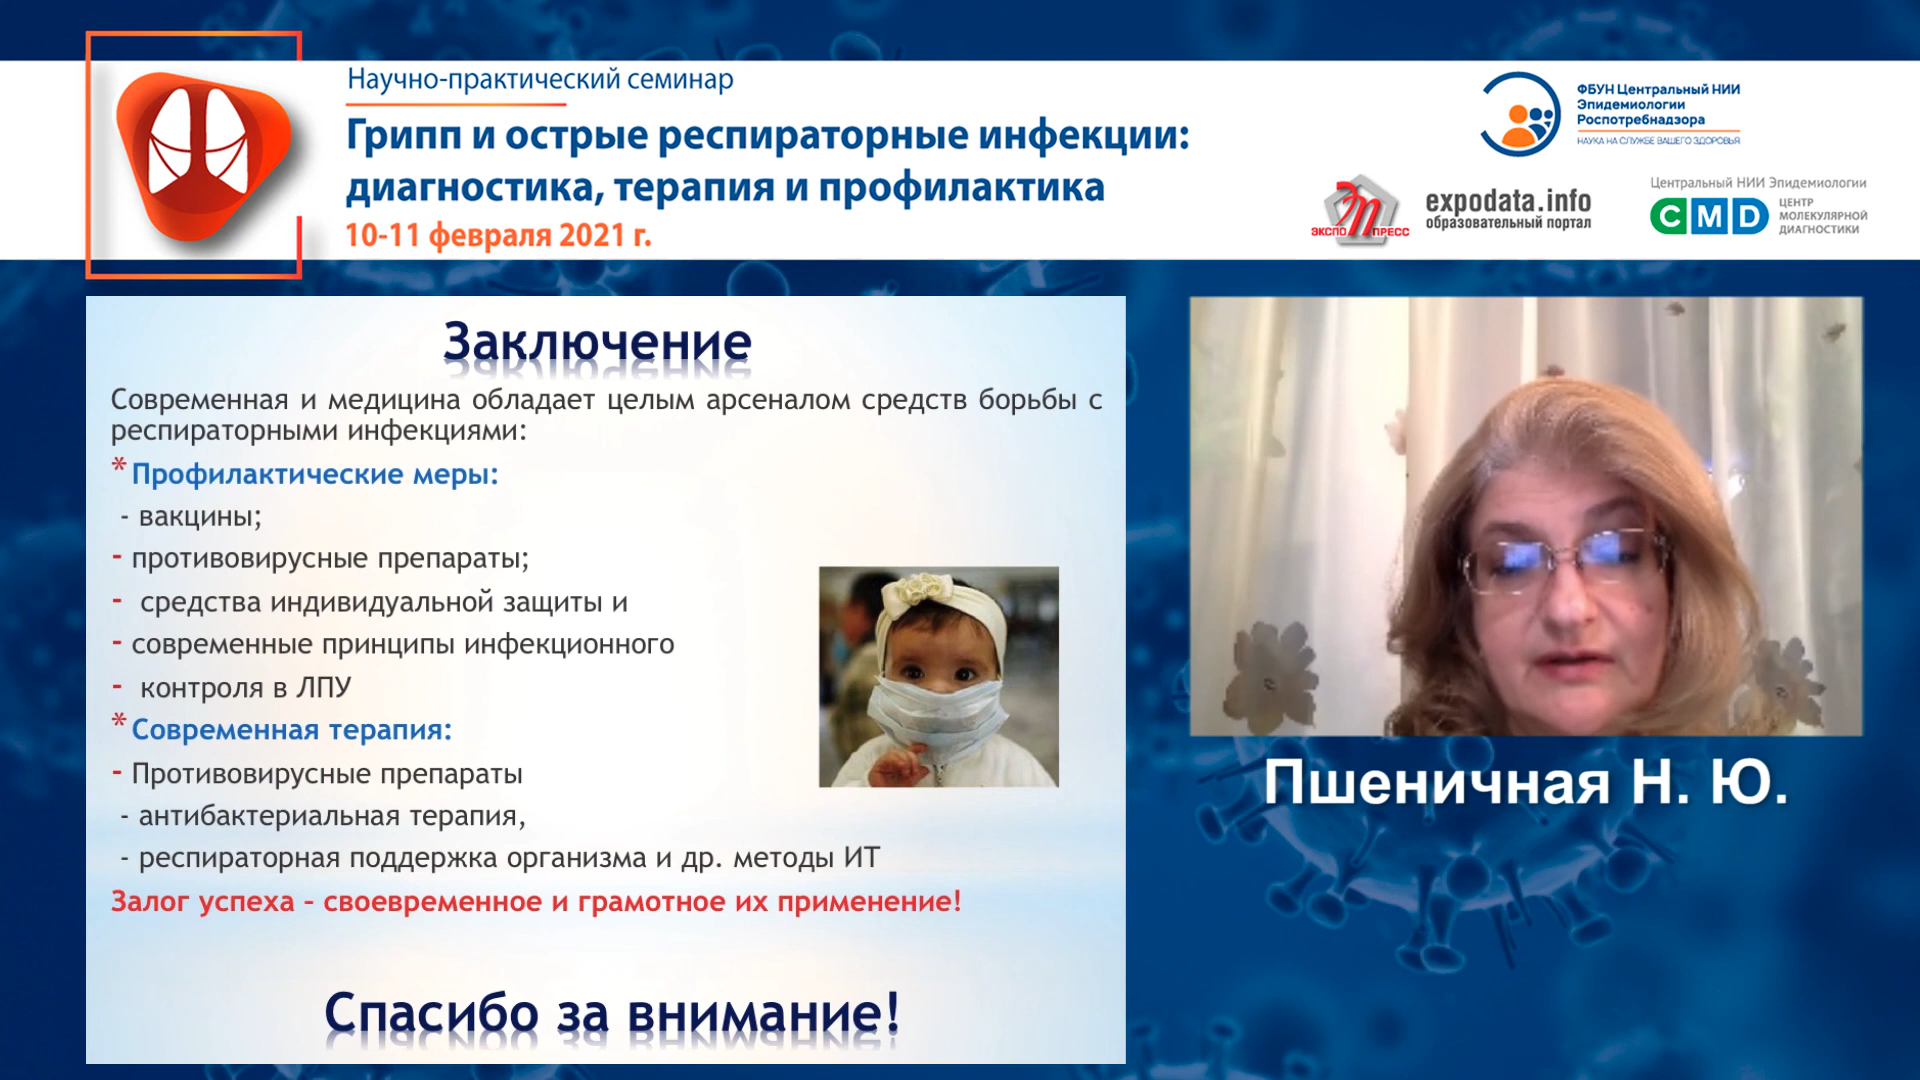 Научно-практический семинар
Грипп и острые респираторные инфекции:
диагностика, терапия и профилактика
10-11 февраля 2021 г.
ФБУН Центральный НИИ
Эпидемиологии
Роспотребнадзора
НАУКА НА СЛУЖБЕ ВАШЕГО ЗДОРОВЬЯ
ЭКСПО ЭП ПРЕСС
expodata.info
образовательный портал
Центральный НИИ Эпидемиологии
CMD
ЦЕНТР
МОЛЕКУЛЯРНОЙ
ДИАГНОСТИКИ
Заключение
Современная и медицина обладает целым арсеналом средств борьбы с
респираторными инфекциями:
* Профилактические меры:
- вакцины;
- противовирусные препараты;
- средства индивидуальной защиты и
- современные принципы инфекционного
- контроля в ЛПУ
* Современная терапия:
- Противовирусные препараты
- антибактериальная терапия,
- респираторная поддержка организма и др. методы ИТ
Залог успеха – своевременное и грамотное их применение!
Спасибо за внимание!
Пшеничная Н. Ю.